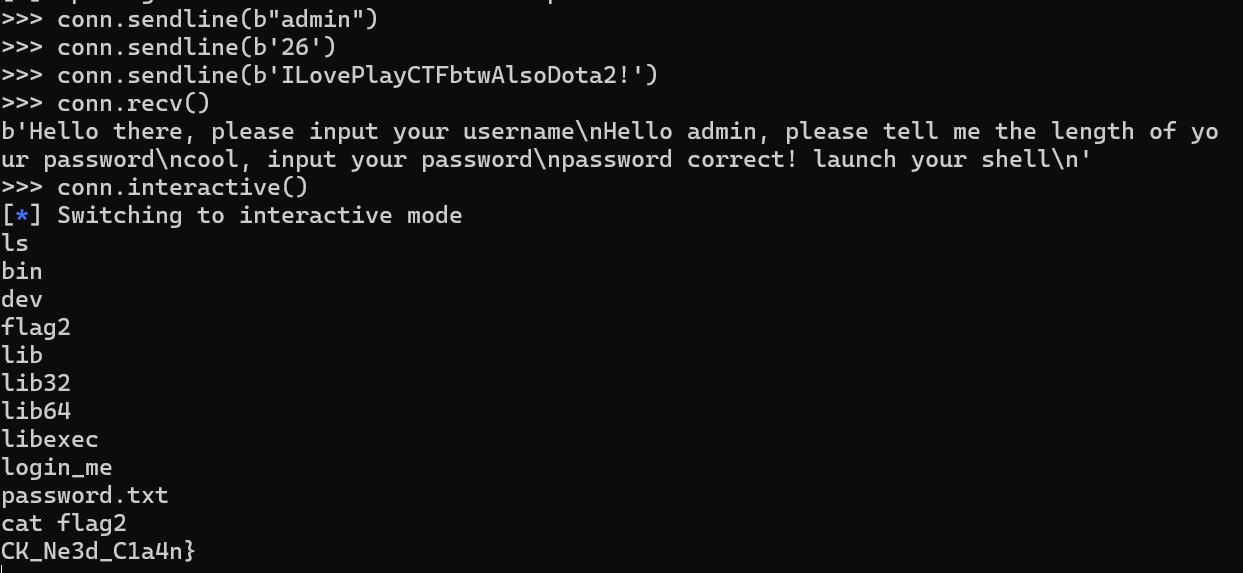 >>> conn.sendline(b"admin")
>>> conn.sendline(b'26')
>>> conn.sendline(b'ILovePlayCTFbtwAlsoDota2!')
>>> conn.recv()
b'Hello there, please input your username\nHello admin, please tell me the length of yo
ur password\ncool, input your password\npassword correct! launch your shell\n'
>>> conn.interactive()
[*] Switching to interactive mode
ls
bin
dev
flag2
lib
lib32
lib64
libexec
login_me
password.txt
cat flag2
CK_Ne3d_C1a4n}